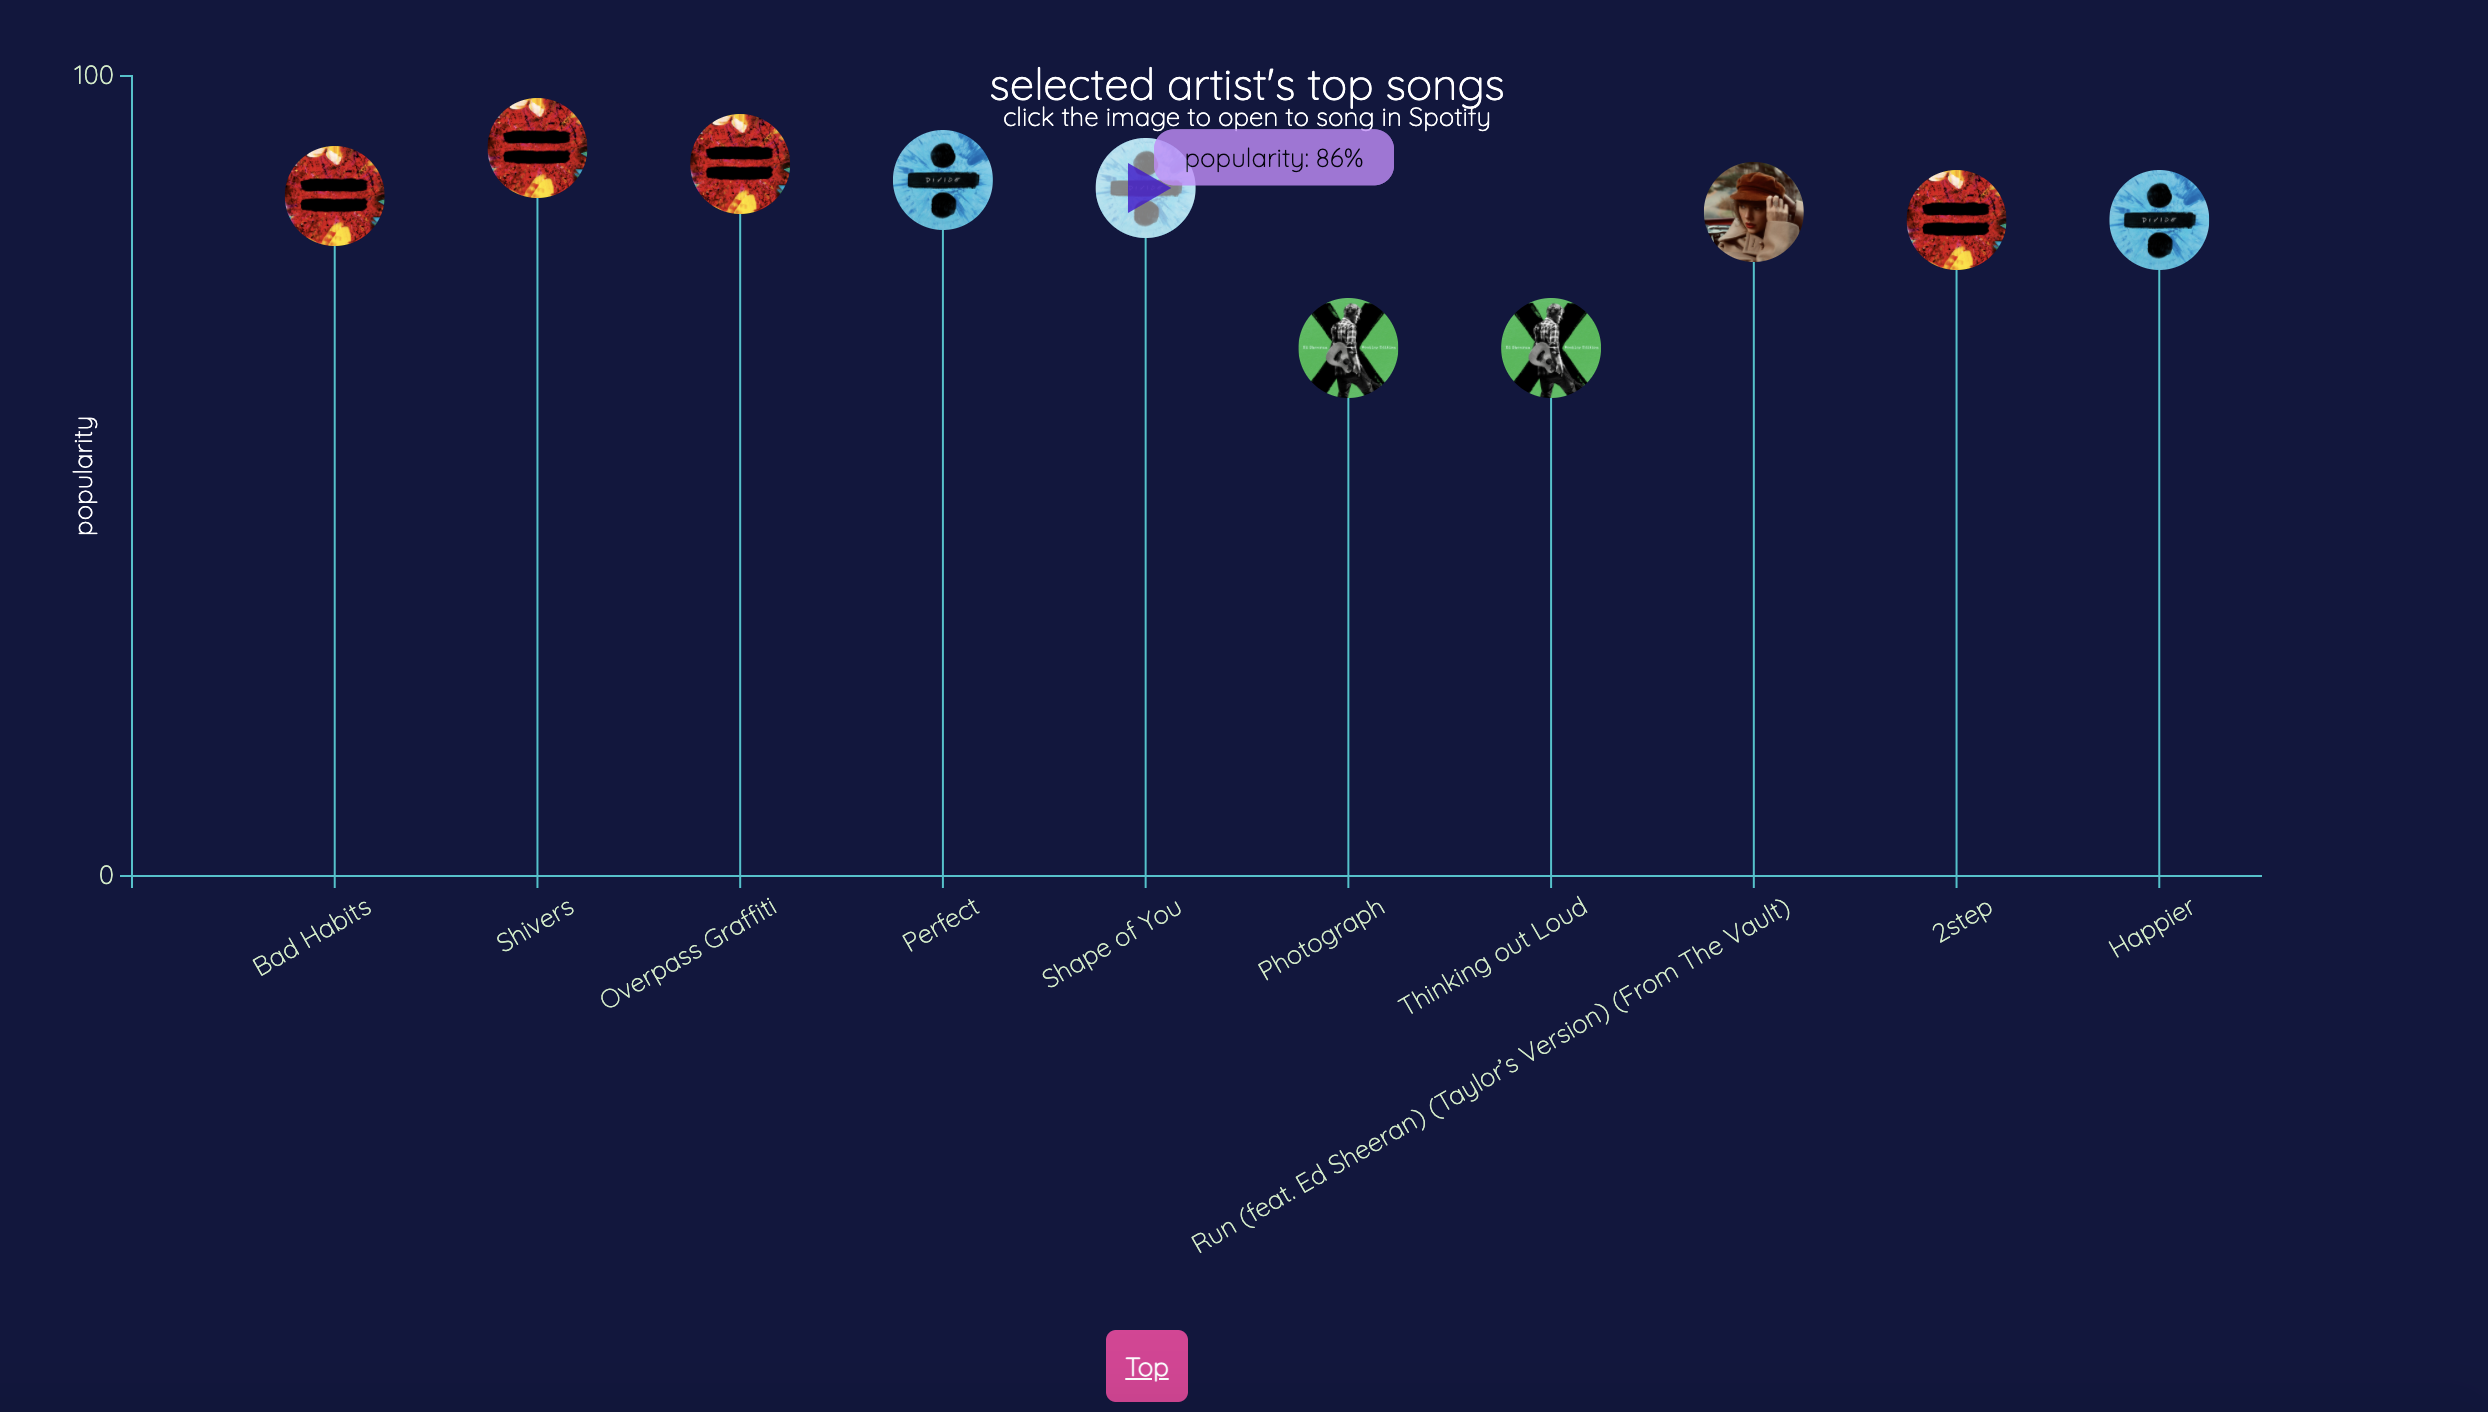 100
selected artist's top songs
click the image to open to song in Spotify
popularity: 86%
DIVIDE
DIVIDE
popularity
0
Bad Habits
Shivers
Overpass Graffiti
Perfect
Shape of You
Photograph
Thinking out Loud
Run (feat. Ed Sheeran) (Taylor's Version) (From The Vault)
2step
Happier
Top